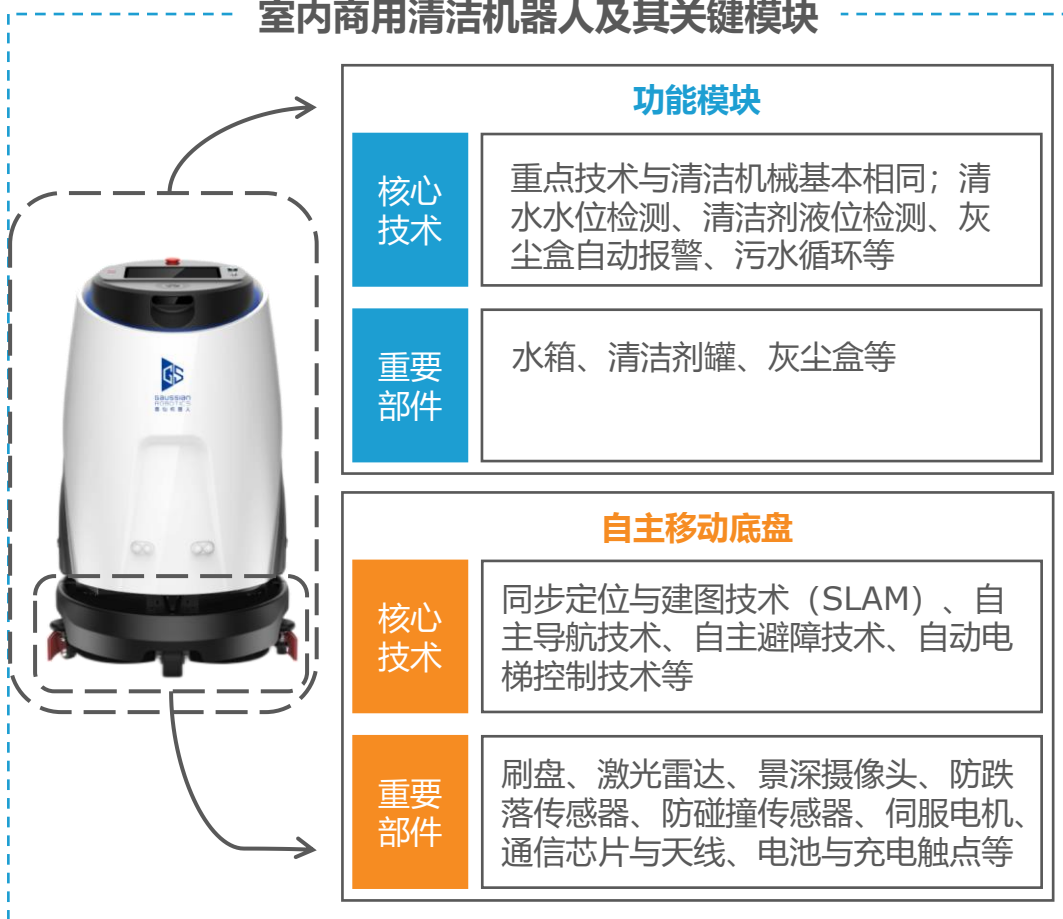 室内商用清洁机器人及其关键模块
功能模块
核心
技术
重点技术与清洁机械基本相同；清
水水位检测、清洁剂液位检测、灰
尘盒自动报警、污水循环等
重要
部件
水箱、清洁剂罐、灰尘盒等
GS
GAUSSIAN
ROBOTICS
高仙机器人
自主移动底盘
核心
技术
同步定位与建图技术（SLAM）、自
主导航技术、自主避障技术、自动电
梯控制技术等
重要
部件
刷盘、激光雷达、景深摄像头、防跌
落传感器、防碰撞传感器、伺服电机、
通信芯片与天线、电池与充电触点等